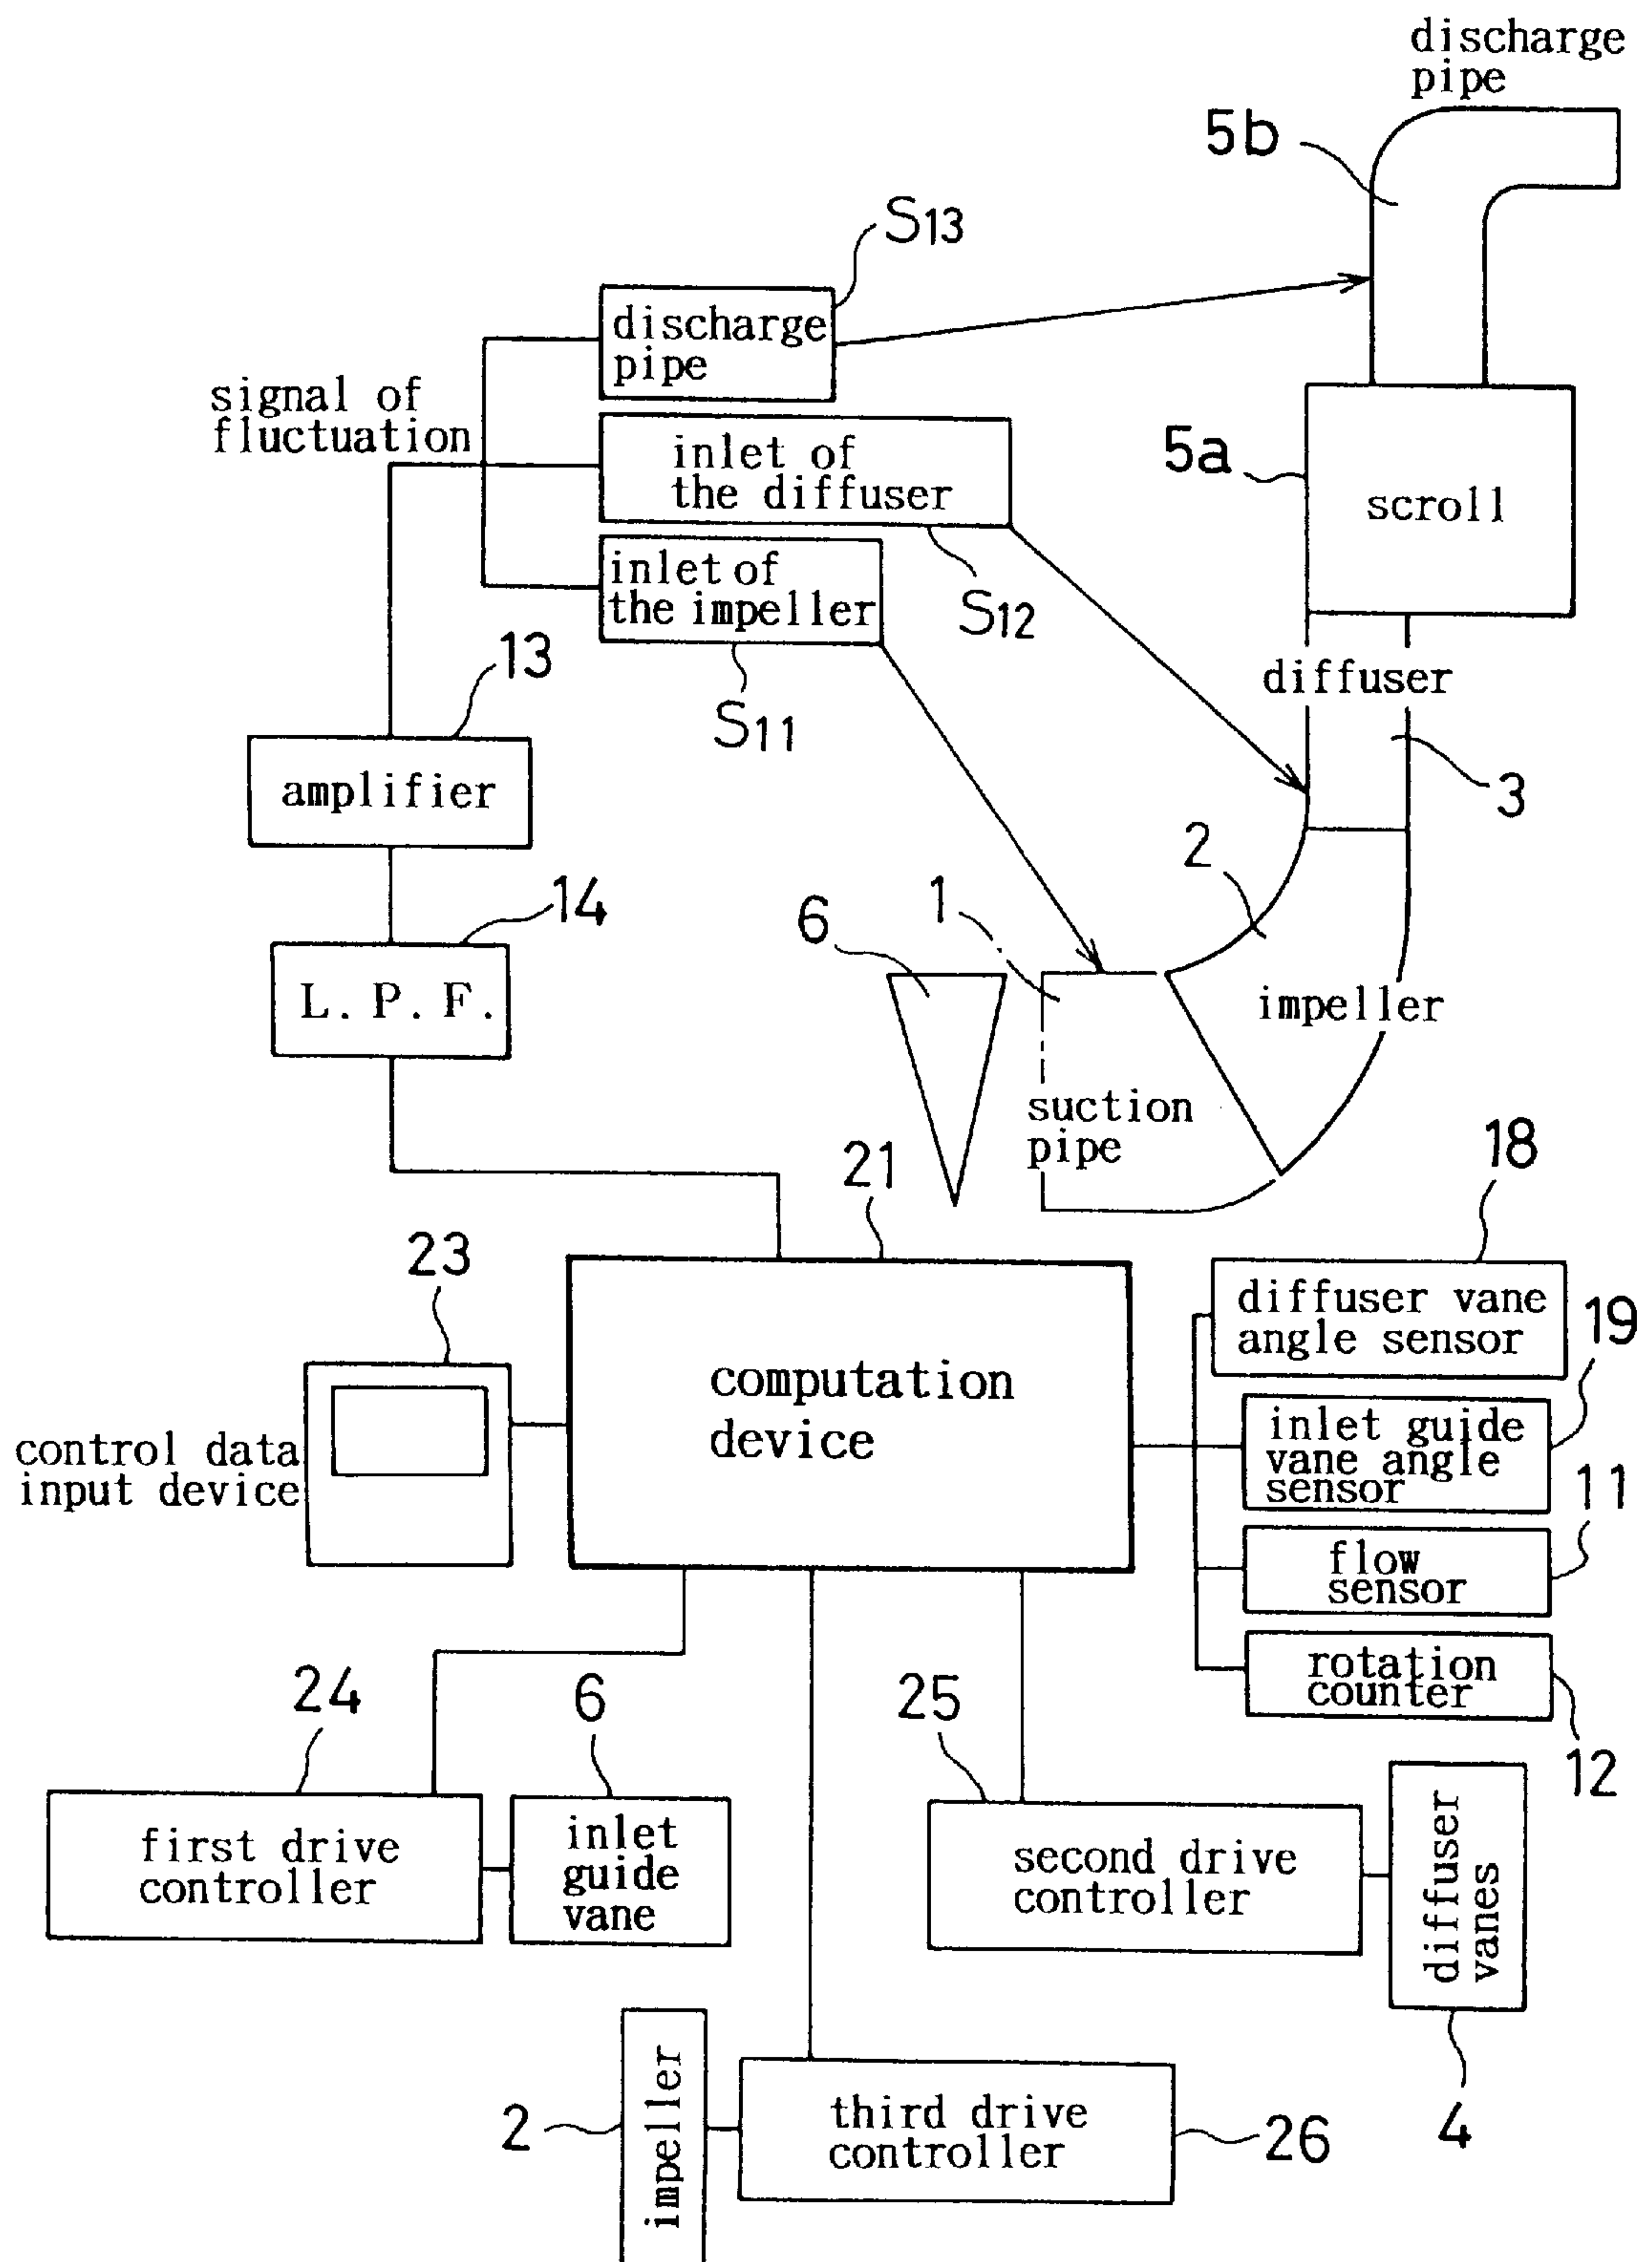 discharge
pipe
5b
S13
discharge
pipe
signal of
fluctuation
inlet of
the diffuser
5a
scroll
inlet of
the impeller
S12
S11
13
diffuser
amplifier
3
2
14
1
6
L. P. F.
impeller
suction
pipe
18
21
23
diffuser vane
angle sensor
19
computation
device
inlet guide
vane angle
sensor
control data
input device
11
flow
sensor
rotation
counter
24
6
25
12
first drive
controller
inlet
guide
vane
second drive
controller
diffuser
vanes
impeller
2
third drive
controller
26
4